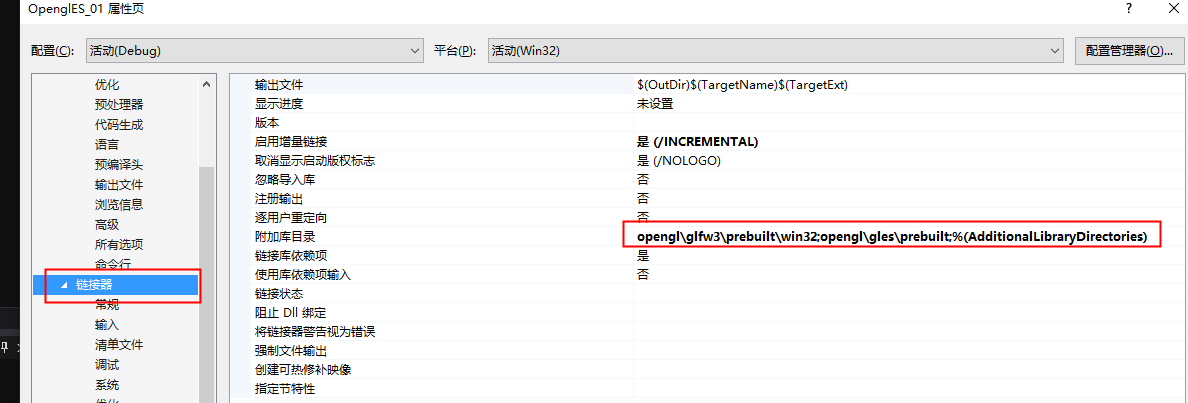 OpenglES_01 属性页
? ×
配置(C): 活动(Debug) 平台(P): 活动(Win32) 配置管理器(O)...
优化
预处理器
代码生成
语言
预编译头
输出文件
浏览信息
高级
所有选项
命令行
链接器
常规
输入
清单文件
调试
系统
优化
输出文件 $(OutDir)$(TargetName)$(TargetExt)
显示进度 未设置
版本
启用增量链接 是 (/INCREMENTAL)
取消显示启动版权标志 是 (/NOLOGO)
忽略导入库 否
注册输出 否
逐用户重定向 否
附加库目录 opengl\glfw3\prebuilt\win32;opengl\gles\prebuilt;%(AdditionalLibraryDirectories)
链接库依赖项 是
使用库依赖项输入 否
链接状态
阻止 Dll 绑定
将链接器警告视为错误
强制文件输出
创建可热修补映像
指定节特性